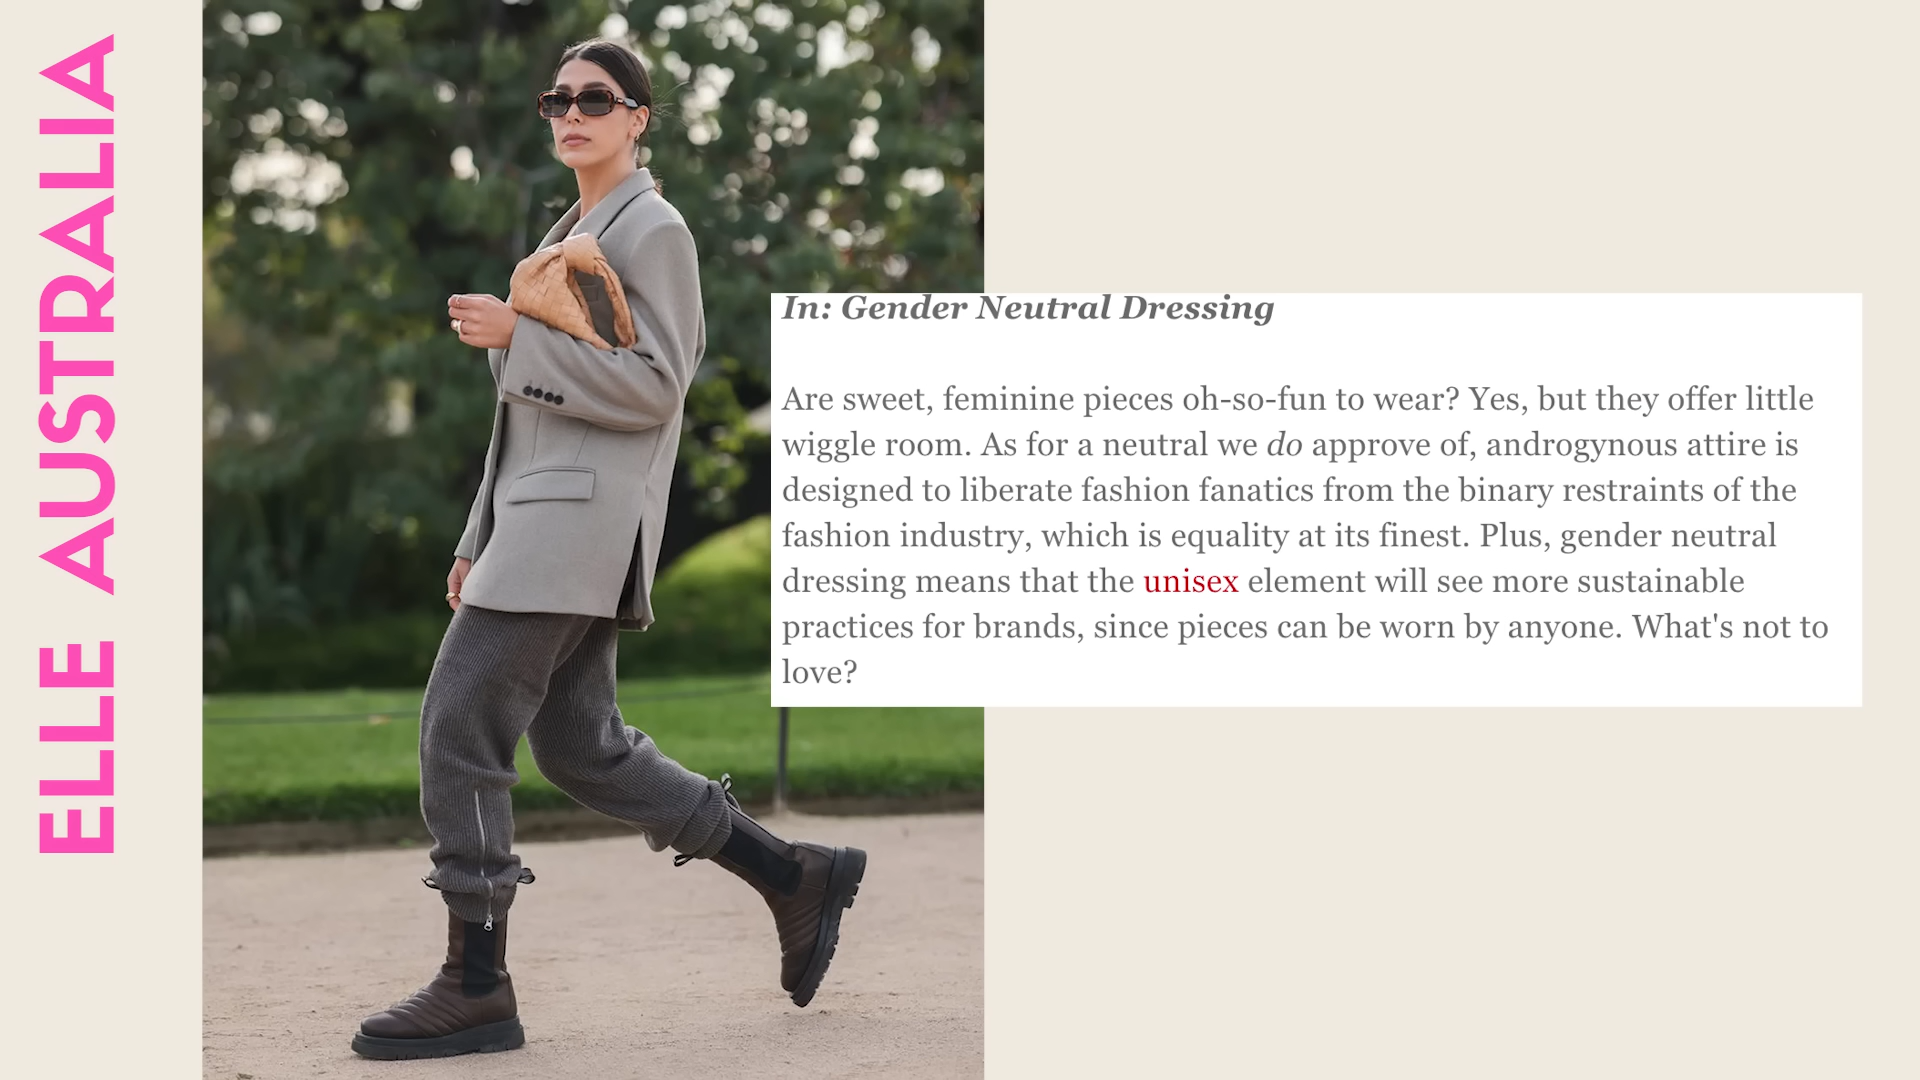 ELLE AUSTRALIA
In: Gender Neutral Dressing
Are sweet, feminine pieces oh-so-fun to wear? Yes, but they offer little
wiggle room. As for a neutral we do approve of, androgynous attire is
designed to liberate fashion fanatics from the binary restraints of the
fashion industry, which is equality at its finest. Plus, gender neutral
dressing means that the unisex element will see more sustainable
practices for brands, since pieces can be worn by anyone. What's not to
love?